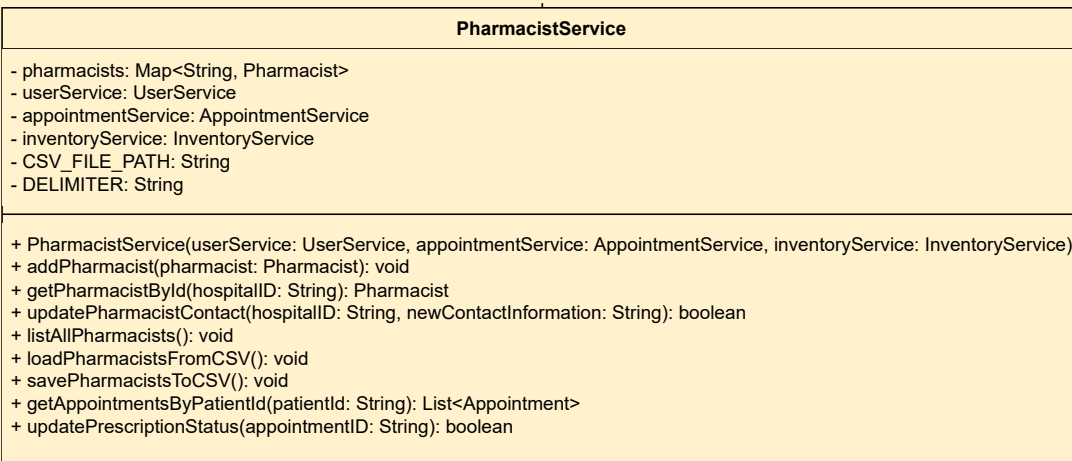 PharmacistService
- pharmacists: Map<String, Pharmacist>
- userService: UserService
- appointmentService: AppointmentService
- inventoryService: InventoryService
- CSV_FILE_PATH: String
- DELIMITER: String
+ PharmacistService(userService: UserService, appointmentService: AppointmentService, inventoryService: InventoryService)
+ addPharmacist(pharmacist: Pharmacist): void
+ getPharmacistById(hospitalID: String): Pharmacist
+ updatePharmacistContact(hospitalID: String, newContactInformation: String): boolean
+ listAllPharmacists(): void
+ loadPharmacistsFromCSV(): void
+ savePharmacistsToCSV(): void
+ getAppointmentsByPatientId(patientId: String): List<Appointment>
+ updatePrescriptionStatus(appointmentID: String): boolean